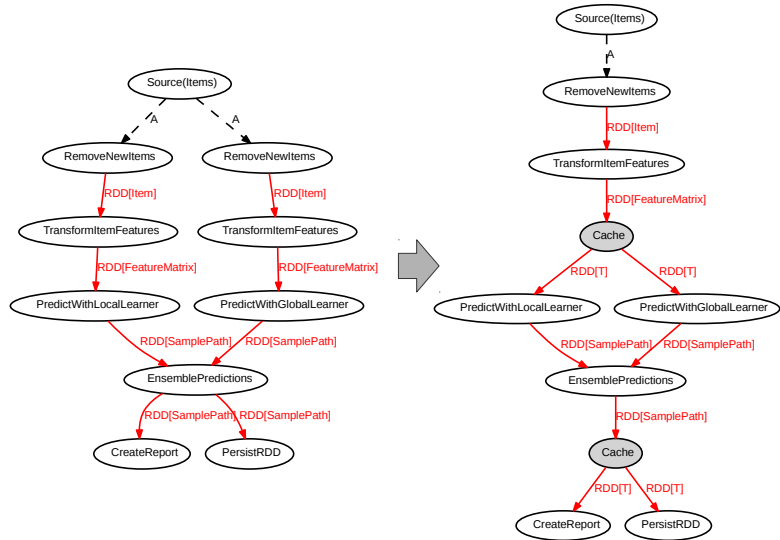 Source(Items)
A
A
RemoveNewItems
RemoveNewItems
RDD[Item]
RDD[Item]
TransformItemFeatures
TransformItemFeatures
RDD[FeatureMatrix]
RDD[FeatureMatrix]
PredictWithLocalLearner
PredictWithGlobalLearner
RDD[SamplePath]
RDD[SamplePath]
EnsemblePredictions
RDD[SamplePath]
RDD[SamplePath]
CreateReport
PersistRDD
Source(Items)
A
RemoveNewItems
RDD[Item]
TransformItemFeatures
RDD[FeatureMatrix]
Cache
RDD[T]
RDD[T]
PredictWithLocalLearner
PredictWithGlobalLearner
RDD[SamplePath]
RDD[SamplePath]
EnsemblePredictions
RDD[SamplePath]
Cache
RDD[T]
RDD[T]
CreateReport
PersistRDD